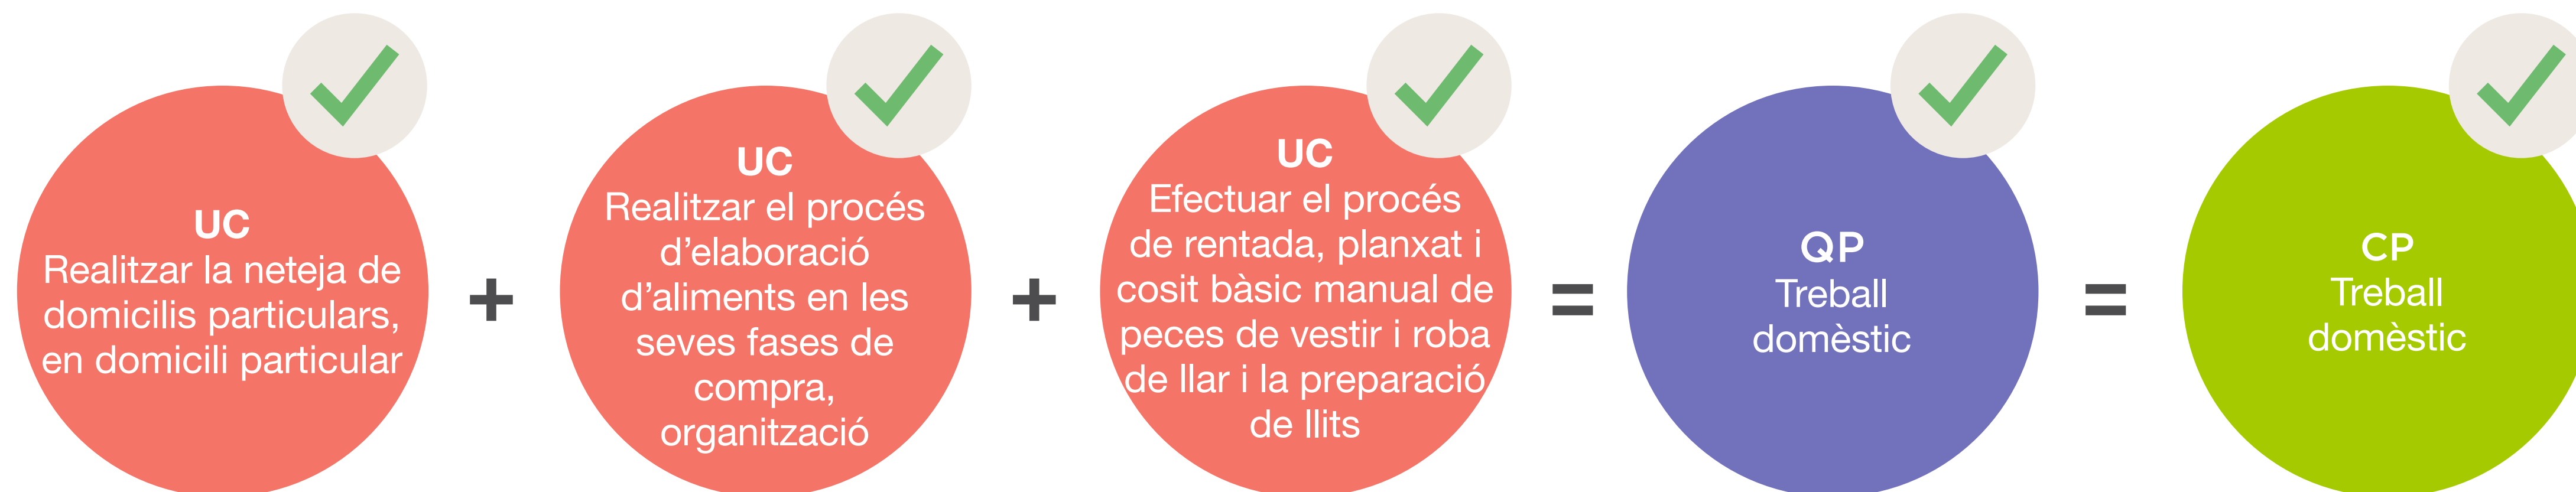 UC
Realitzar la neteja de
domicilis particulars,
en domicili particular
+
UC
Realitzar el procés
d’elaboració
d’aliments en les
seves fases de
compra,
organització
+
UC
Efectuar el procés
de rentada, planxat i
cosit bàsic manual de
peces de vestir i roba
de llar i la preparació
de llits
=
QP
Treball
domèstic
=
CP
Treball
domèstic